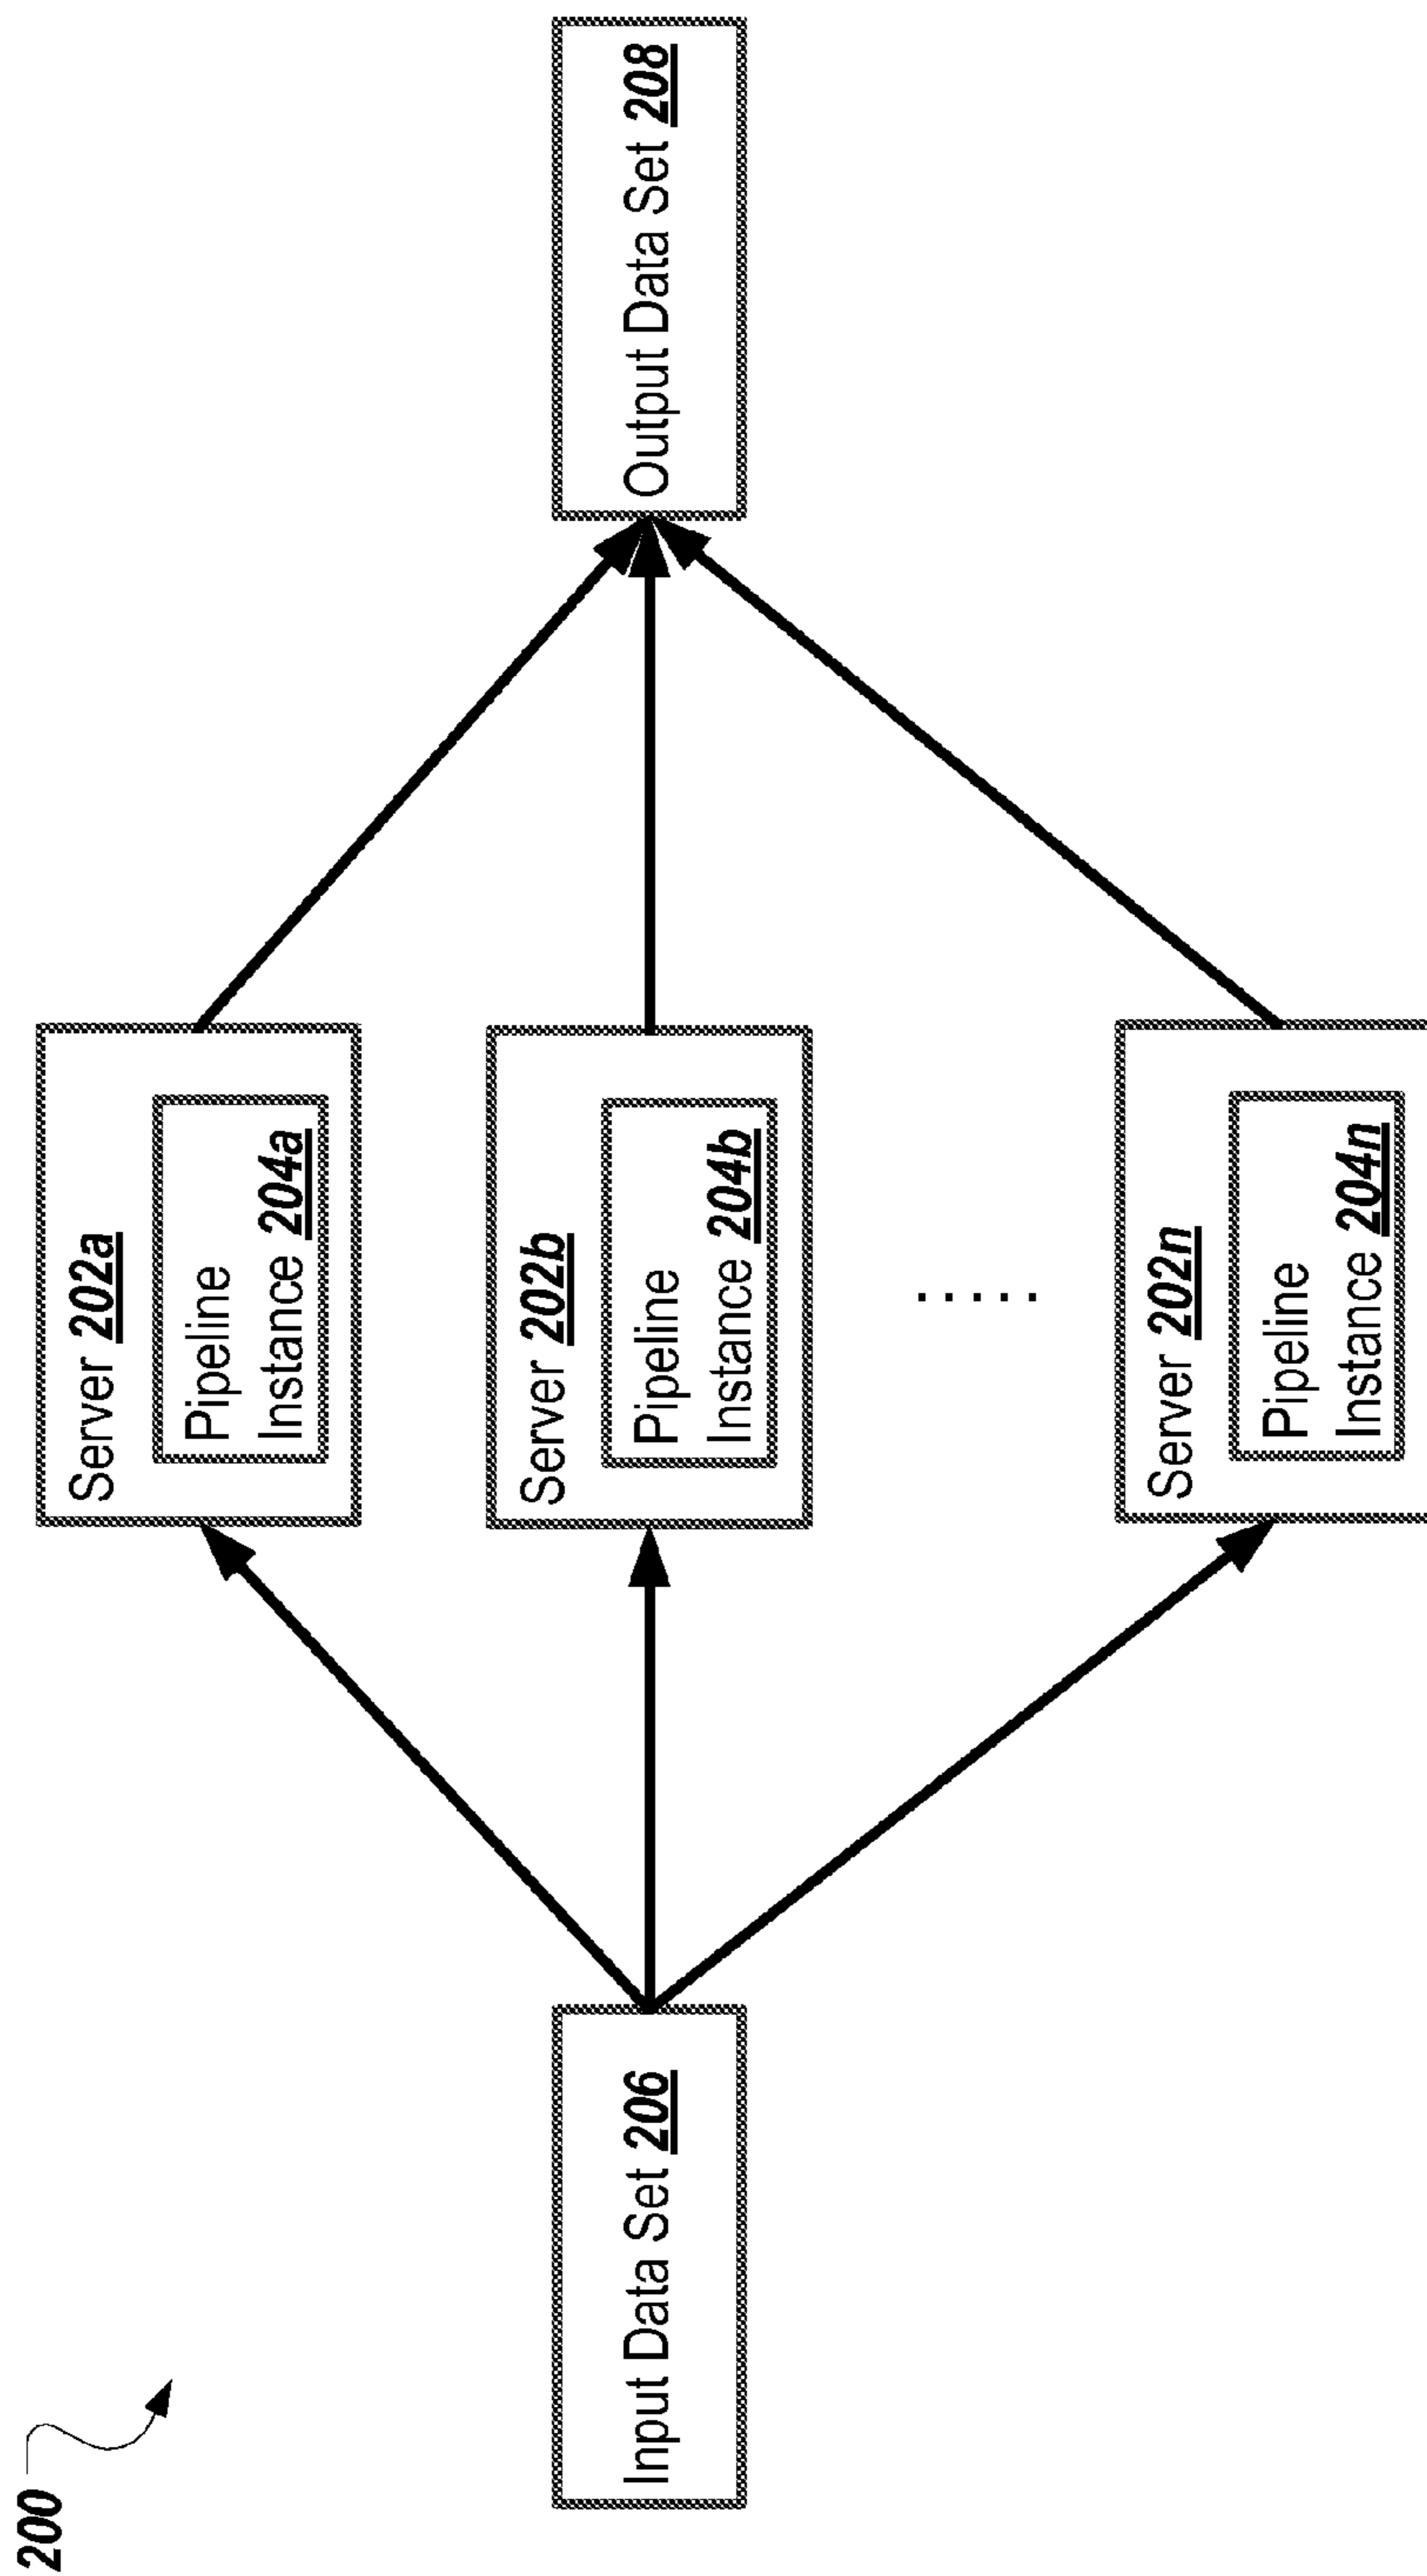 200
Input Data Set 206
Server 202a
Pipeline
Instance 204a
Server 202b
Pipeline
Instance 204b
.....
Server 202n
Pipeline
Instance 204n
Output Data Set 208